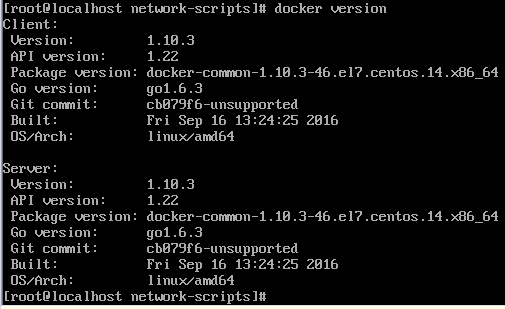 [root@localhost network-scripts]# docker version
Client:
 Version:         1.10.3
 API version:     1.22
 Package version: docker-common-1.10.3-46.el7.centos.14.x86_64
 Go version:      go1.6.3
 Git commit:      cb079f6-unsupported
 Built:           Fri Sep 16 13:24:25 2016
 OS/Arch:         linux/amd64

Server:
 Version:         1.10.3
 API version:     1.22
 Package version: docker-common-1.10.3-46.el7.centos.14.x86_64
 Go version:      go1.6.3
 Git commit:      cb079f6-unsupported
 Built:           Fri Sep 16 13:24:25 2016
 OS/Arch:         linux/amd64
[root@localhost network-scripts]#